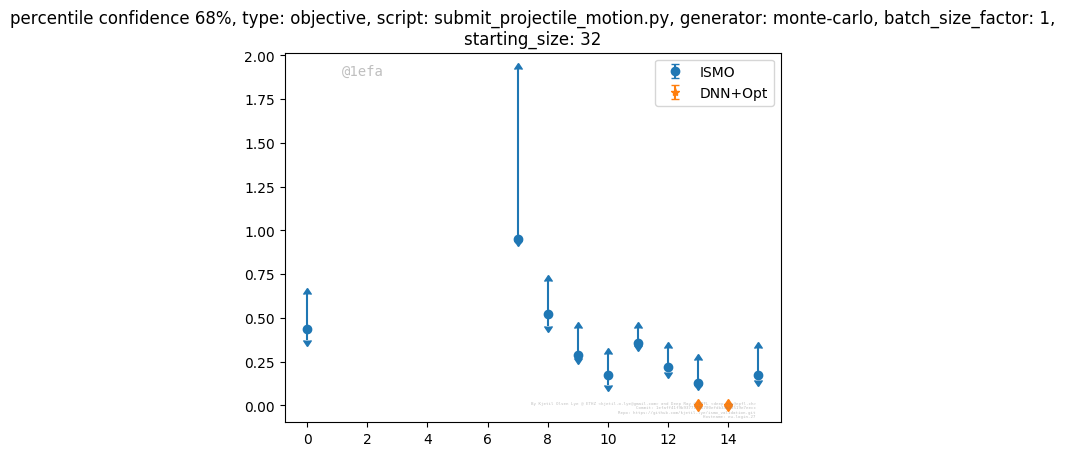 percentile confidence 68%, type: objective, script: submit_projectile_motion.py, generator: monte-carlo, batch_size_factor: 1,
starting_size: 32
@1efa
ISMO
DNN+Opt
2.00
1.75
1.50
1.25
1.00
0.75
0.50
0.25
0.00
0 2 4 6 8 10 12 14